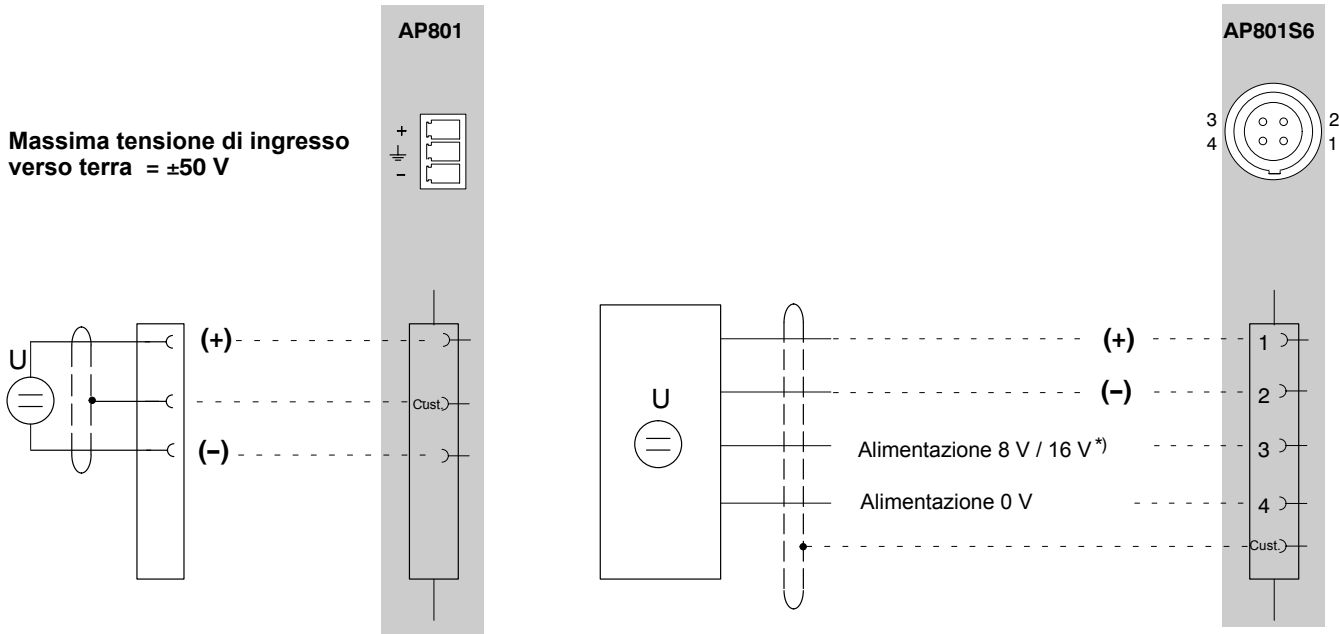 AP801
Massima tensione di ingresso
verso terra = ±50 V
+
−
U
(+)
Cust.
(−)
AP801S6
3
4
2
1
U
(+)
1
(−)
2
Alimentazione 8 V / 16 V*)
3
Alimentazione 0 V
4
Cust.